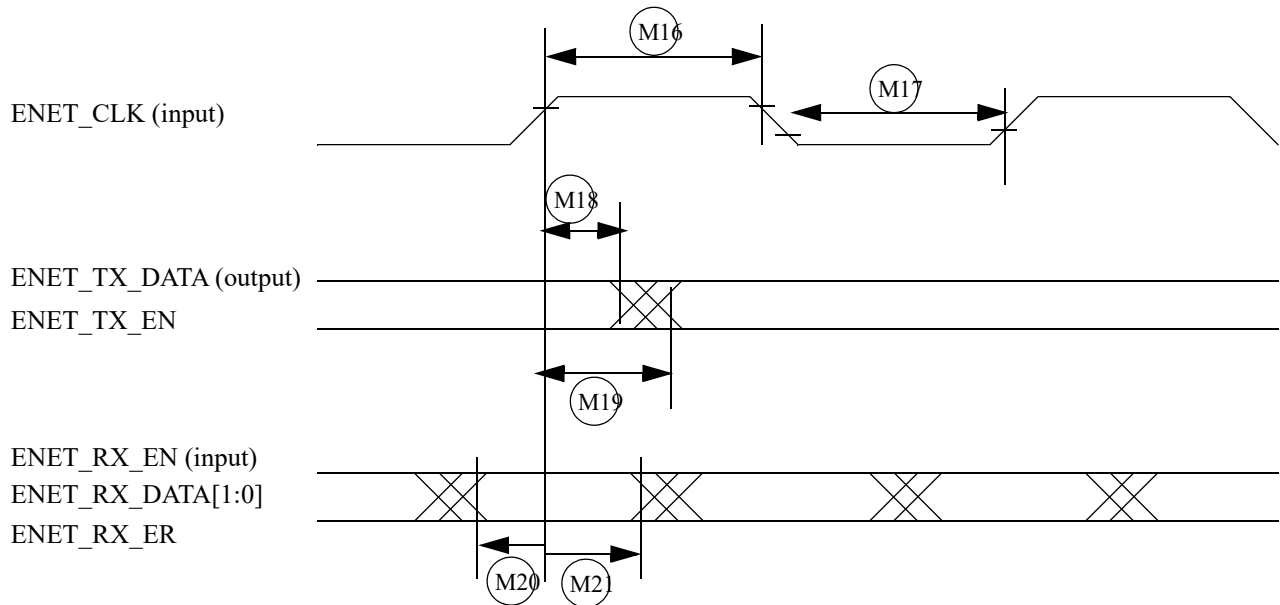 M16
M17
ENET_CLK (input)
M18
ENET_TX_DATA (output)
ENET_TX_EN
M19
ENET_RX_EN (input)
ENET_RX_DATA[1:0]
ENET_RX_ER
M20
M21